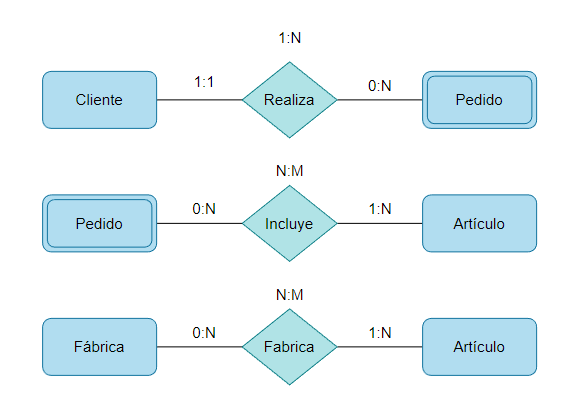 1:N
Cliente 1:1 Realiza 0:N Pedido
N:M
Pedido 0:N Incluye 1:N Artículo
N:M
Fábrica 0:N Fabrica 1:N Artículo